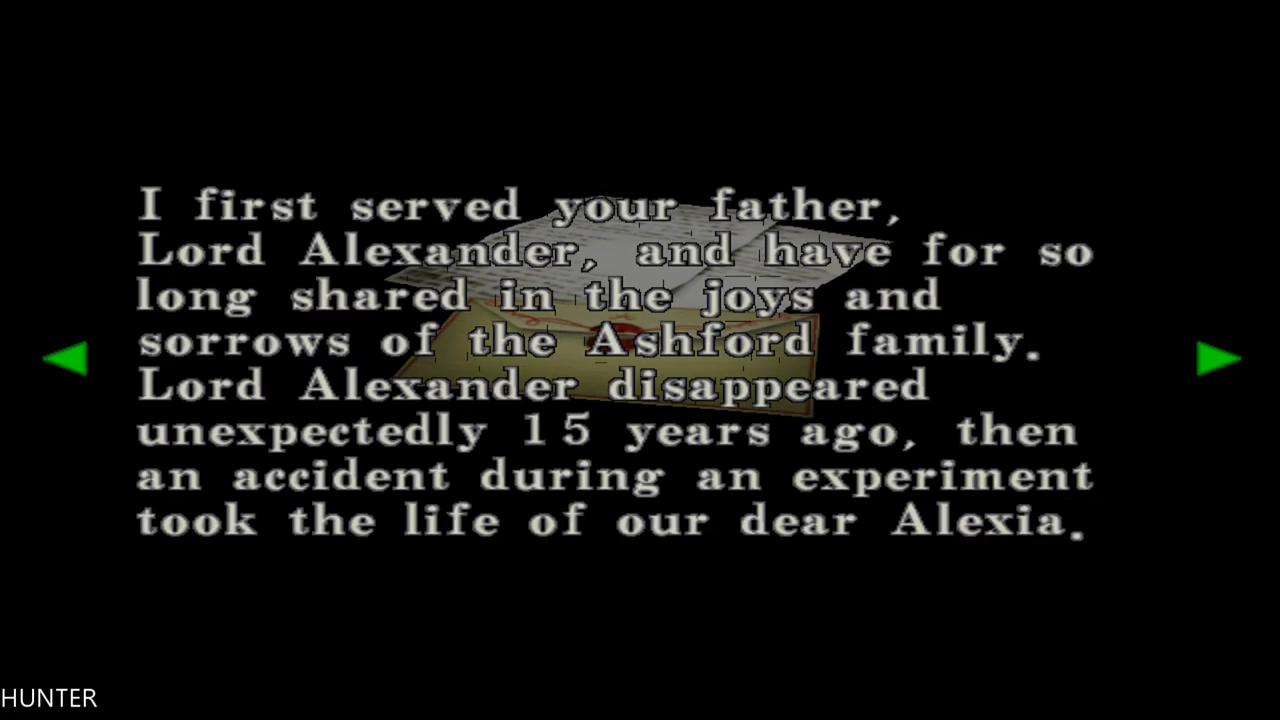 I first served your father,
Lord Alexander, and have for so
long shared in the joys and
sorrows of the Ashford family.
Lord Alexander disappeared
unexpectedly 15 years ago, then
an accident during an experiment
took the life of our dear Alexia.
HUNTER